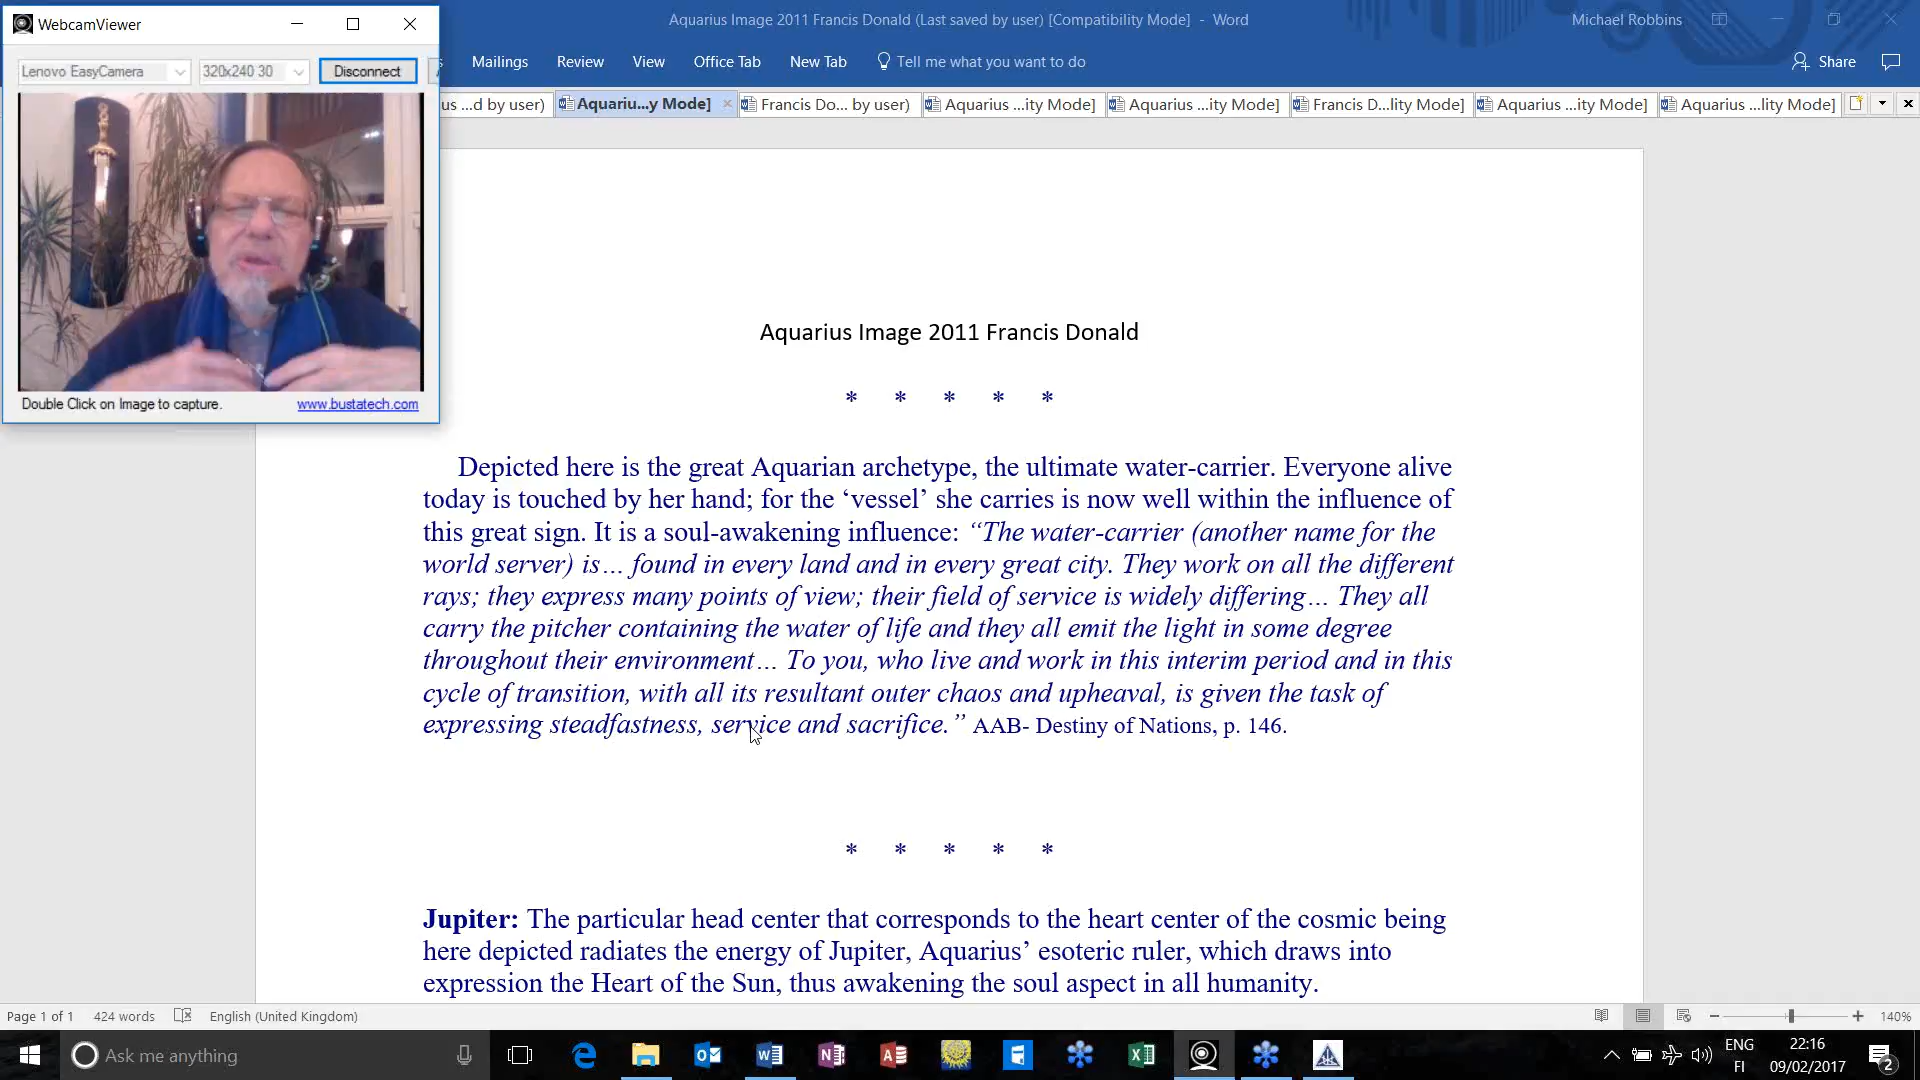 WebcamViewer
Lenovo EasyCamera
320x240 30
Disconnect
Double Click on Image to capture.
www.bustatech.com
Aquarius Image 2011 Francis Donald (Last saved by user) [Compatibility Mode] - Word
Michael Robbins
Mailings
Review
View
Office Tab
New Tab
Tell me what you want to do
Share
us ...d by user)
Aquariu...y Mode]
Francis Do... by user)
Aquarius ...ity Mode]
Aquarius ...ity Mode]
Francis D...lity Mode]
Aquarius ...ity Mode]
Aquarius ...lity Mode]
Aquarius Image 2011 Francis Donald
* * * * *
Depicted here is the great Aquarian archetype, the ultimate water-carrier. Everyone alive
today is touched by her hand; for the ‘vessel’ she carries is now well within the influence of
this great sign. It is a soul-awakening influence: “The water-carrier (another name for the
world server) is… found in every land and in every great city. They work on all the different
rays; they express many points of view; their field of service is widely differing… They all
carry the pitcher containing the water of life and they all emit the light in some degree
throughout their environment… To you, who live and work in this interim period and in this
cycle of transition, with all its resultant outer chaos and upheaval, is given the task of
expressing steadfastness, service and sacrifice.” AAB- Destiny of Nations, p. 146.
* * * * *
Jupiter: The particular head center that corresponds to the heart center of the cosmic being
here depicted radiates the energy of Jupiter, Aquarius’ esoteric ruler, which draws into
expression the Heart of the Sun, thus awakening the soul aspect in all humanity.
Page 1 of 1
424 words
English (United Kingdom)
140%
Ask me anything
ENG
FI
22:16
09/02/2017
2